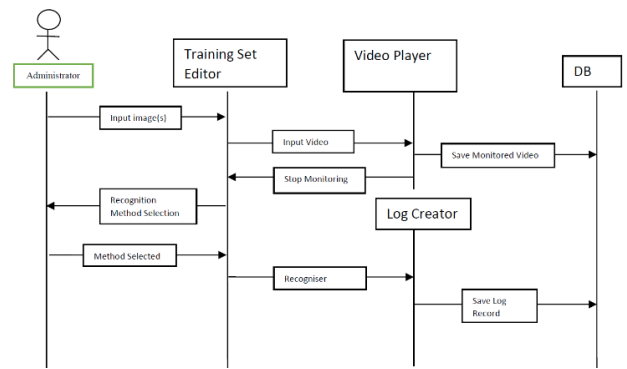 Administrator
Training Set
Editor
Video Player
DB
Input image(s)
Input Video
Save Monitored Video
Stop Monitoring
Recognition
Method Selection
Log Creator
Method Selected
Recogniser
Save Log
Record